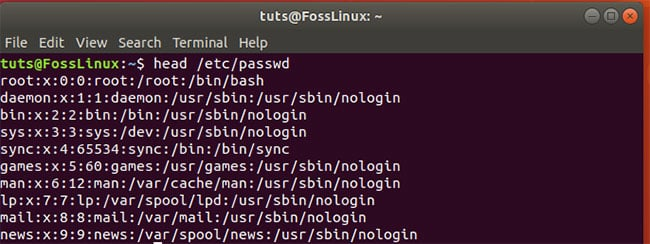 tuts@FossLinux: ~
File Edit View Search Terminal Help
tuts@FossLinux:~$ head /etc/passwd
root:x:0:0:root:/root:/bin/bash
daemon:x:1:1:daemon:/usr/sbin:/usr/sbin/nologin
bin:x:2:2:bin:/bin:/usr/sbin/nologin
sys:x:3:3:sys:/dev:/usr/sbin/nologin
sync:x:4:65534:sync:/bin:/bin/sync
games:x:5:60:games:/usr/games:/usr/sbin/nologin
man:x:6:12:man:/var/cache/man:/usr/sbin/nologin
lp:x:7:7:lp:/var/spool/lpd:/usr/sbin/nologin
mail:x:8:8:mail:/var/mail:/usr/sbin/nologin
news:x:9:9:news:/var/spool/news:/usr/sbin/nologin